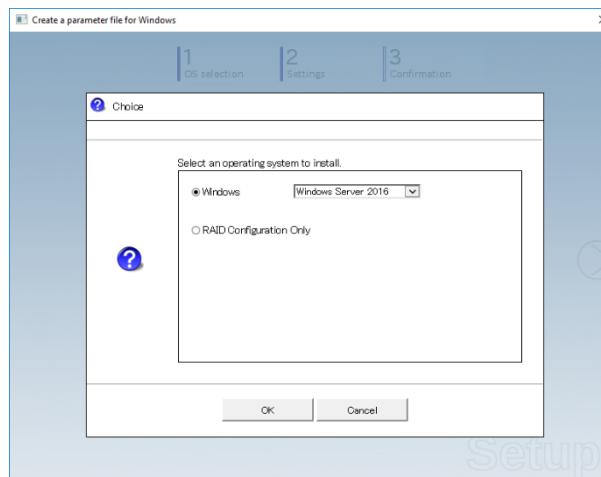 Create a parameter file for Windows
1 2 3
OS selection Settings Confirmation
Choice
Select an operating system to install.
Windows Windows Server 2016
RAID Configuration Only
OK Cancel
Setup